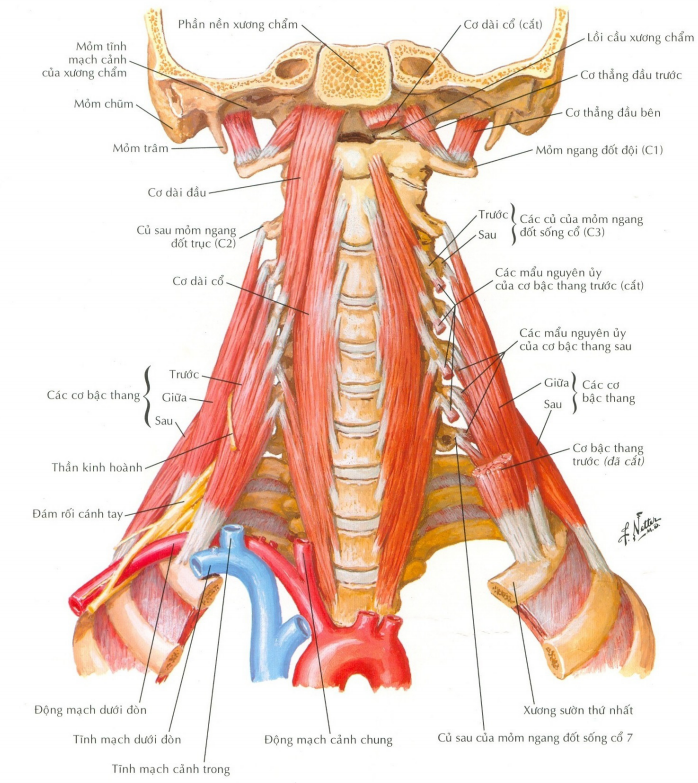 Phần nền xương chẩm
Cơ dài cổ (cắt)
Lồi cầu xương chẩm
Mỏm tĩnh
mạch cảnh
của xương chẩm
Cơ thẳng đầu trước
Mỏm chũm
Cơ thẳng đầu bên
Mỏm trâm
Mỏm ngang đốt đội (C1)
Cơ dài đầu
Trước
Sau
Các củ của mỏm ngang
đốt sống cổ (C3)
Củ sau mỏm ngang
đốt trục (C2)
Cơ dài cổ
Các mẩu nguyên ủy
của cơ bậc thang trước (cắt)
Các mẩu nguyên ủy
của cơ bậc thang sau
Các cơ bậc thang
Trước
Giữa
Sau
Giữa
Sau
Các cơ
bậc thang
Thần kinh hoành
Cơ bậc thang
trước (đã cắt)
Đám rối cánh tay
F. Netter
M.D.
Động mạch dưới đòn
Xương sườn thứ nhất
Tĩnh mạch dưới đòn
Động mạch cảnh chung
Củ sau của mỏm ngang đốt sống cổ 7
Tĩnh mạch cảnh trong